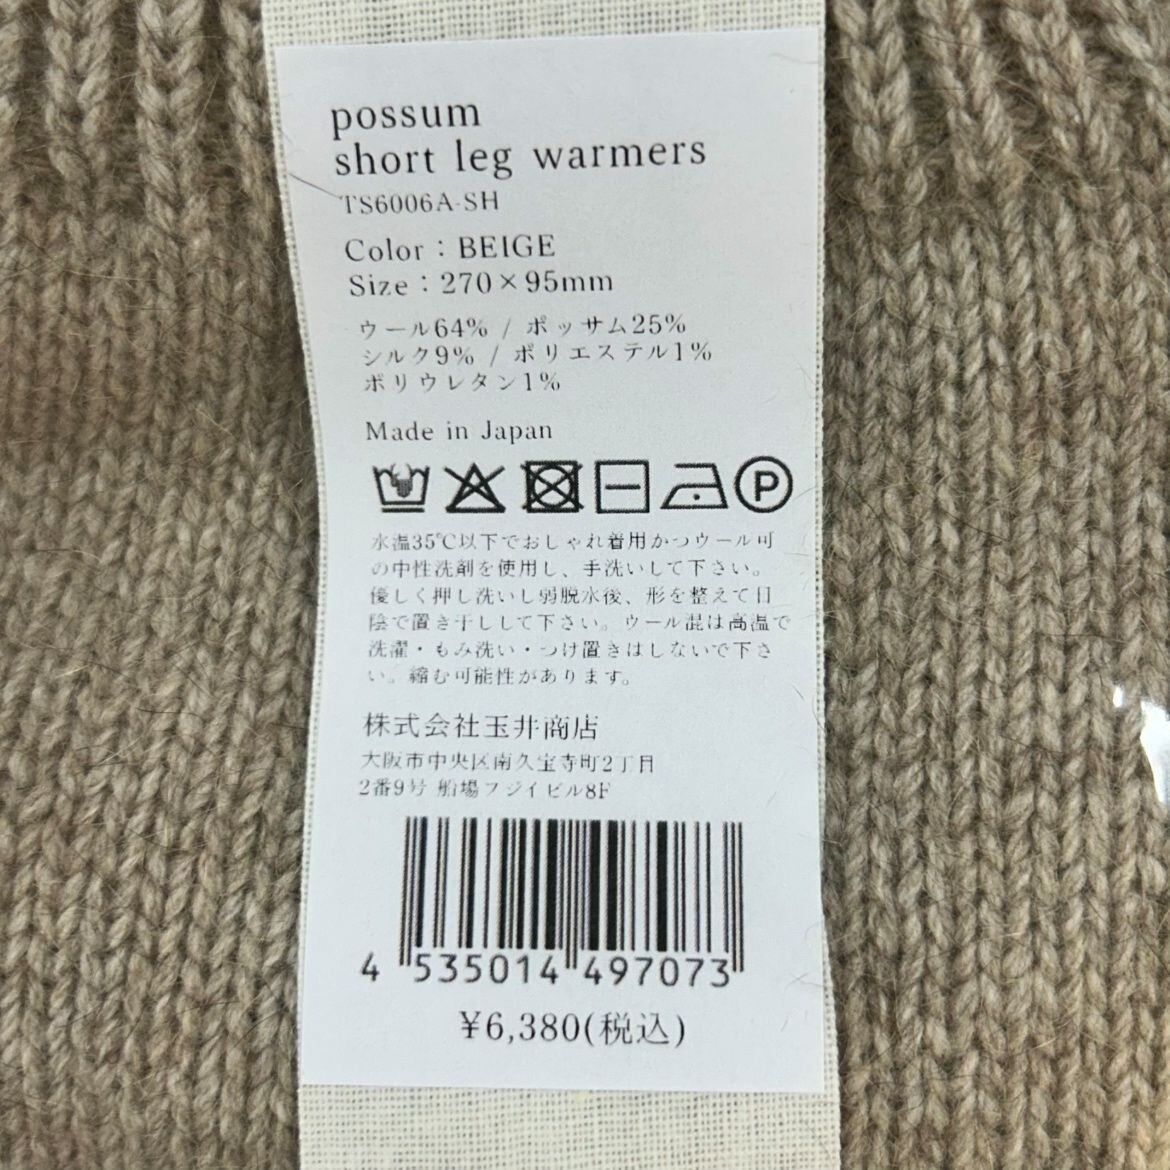 possum
short leg warmers
TS6006A-SH
Color：BEIGE
Size：270×95mm
ウール64% / ポッサム25%
シルク9% / ポリエステル1%
ポリウレタン1%
Made in Japan
P
水温35℃以下でおしゃれ着用かつウール可
の中性洗剤を使用し、手洗いして下さい。
優しく押し洗いし弱脱水後、形を整えて日
陰で置き干しして下さい。ウール混は高温で
洗濯・もみ洗い・つけ置きはしないで下さ
い。縮む可能性があります。
株式会社玉井商店
大阪市中央区南久宝寺町2丁目
2番9号 船場フジイビル8F
4 535014 497073
¥6,380(税込)